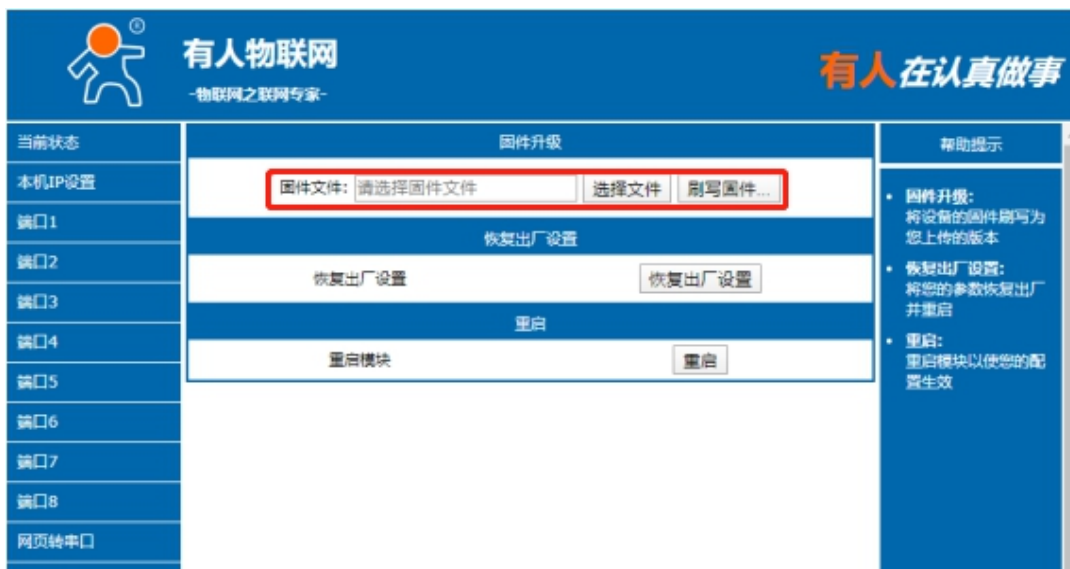 ®
有人物联网
-物联网之联网专家-
有人在认真做事
当前状态
本机IP设置
端口1
端口2
端口3
端口4
端口5
端口6
端口7
端口8
网页转串口
固件升级
固件文件: 请选择固件文件 选择文件 刷写固件...
恢复出厂设置
恢复出厂设置 恢复出厂设置
重启
重启模块 重启
帮助提示
• 固件升级:
将设备的固件刷写为
您上传的版本
• 恢复出厂设置:
将您的参数恢复出厂
并重启
• 重启:
重启模块以使您的配
置生效